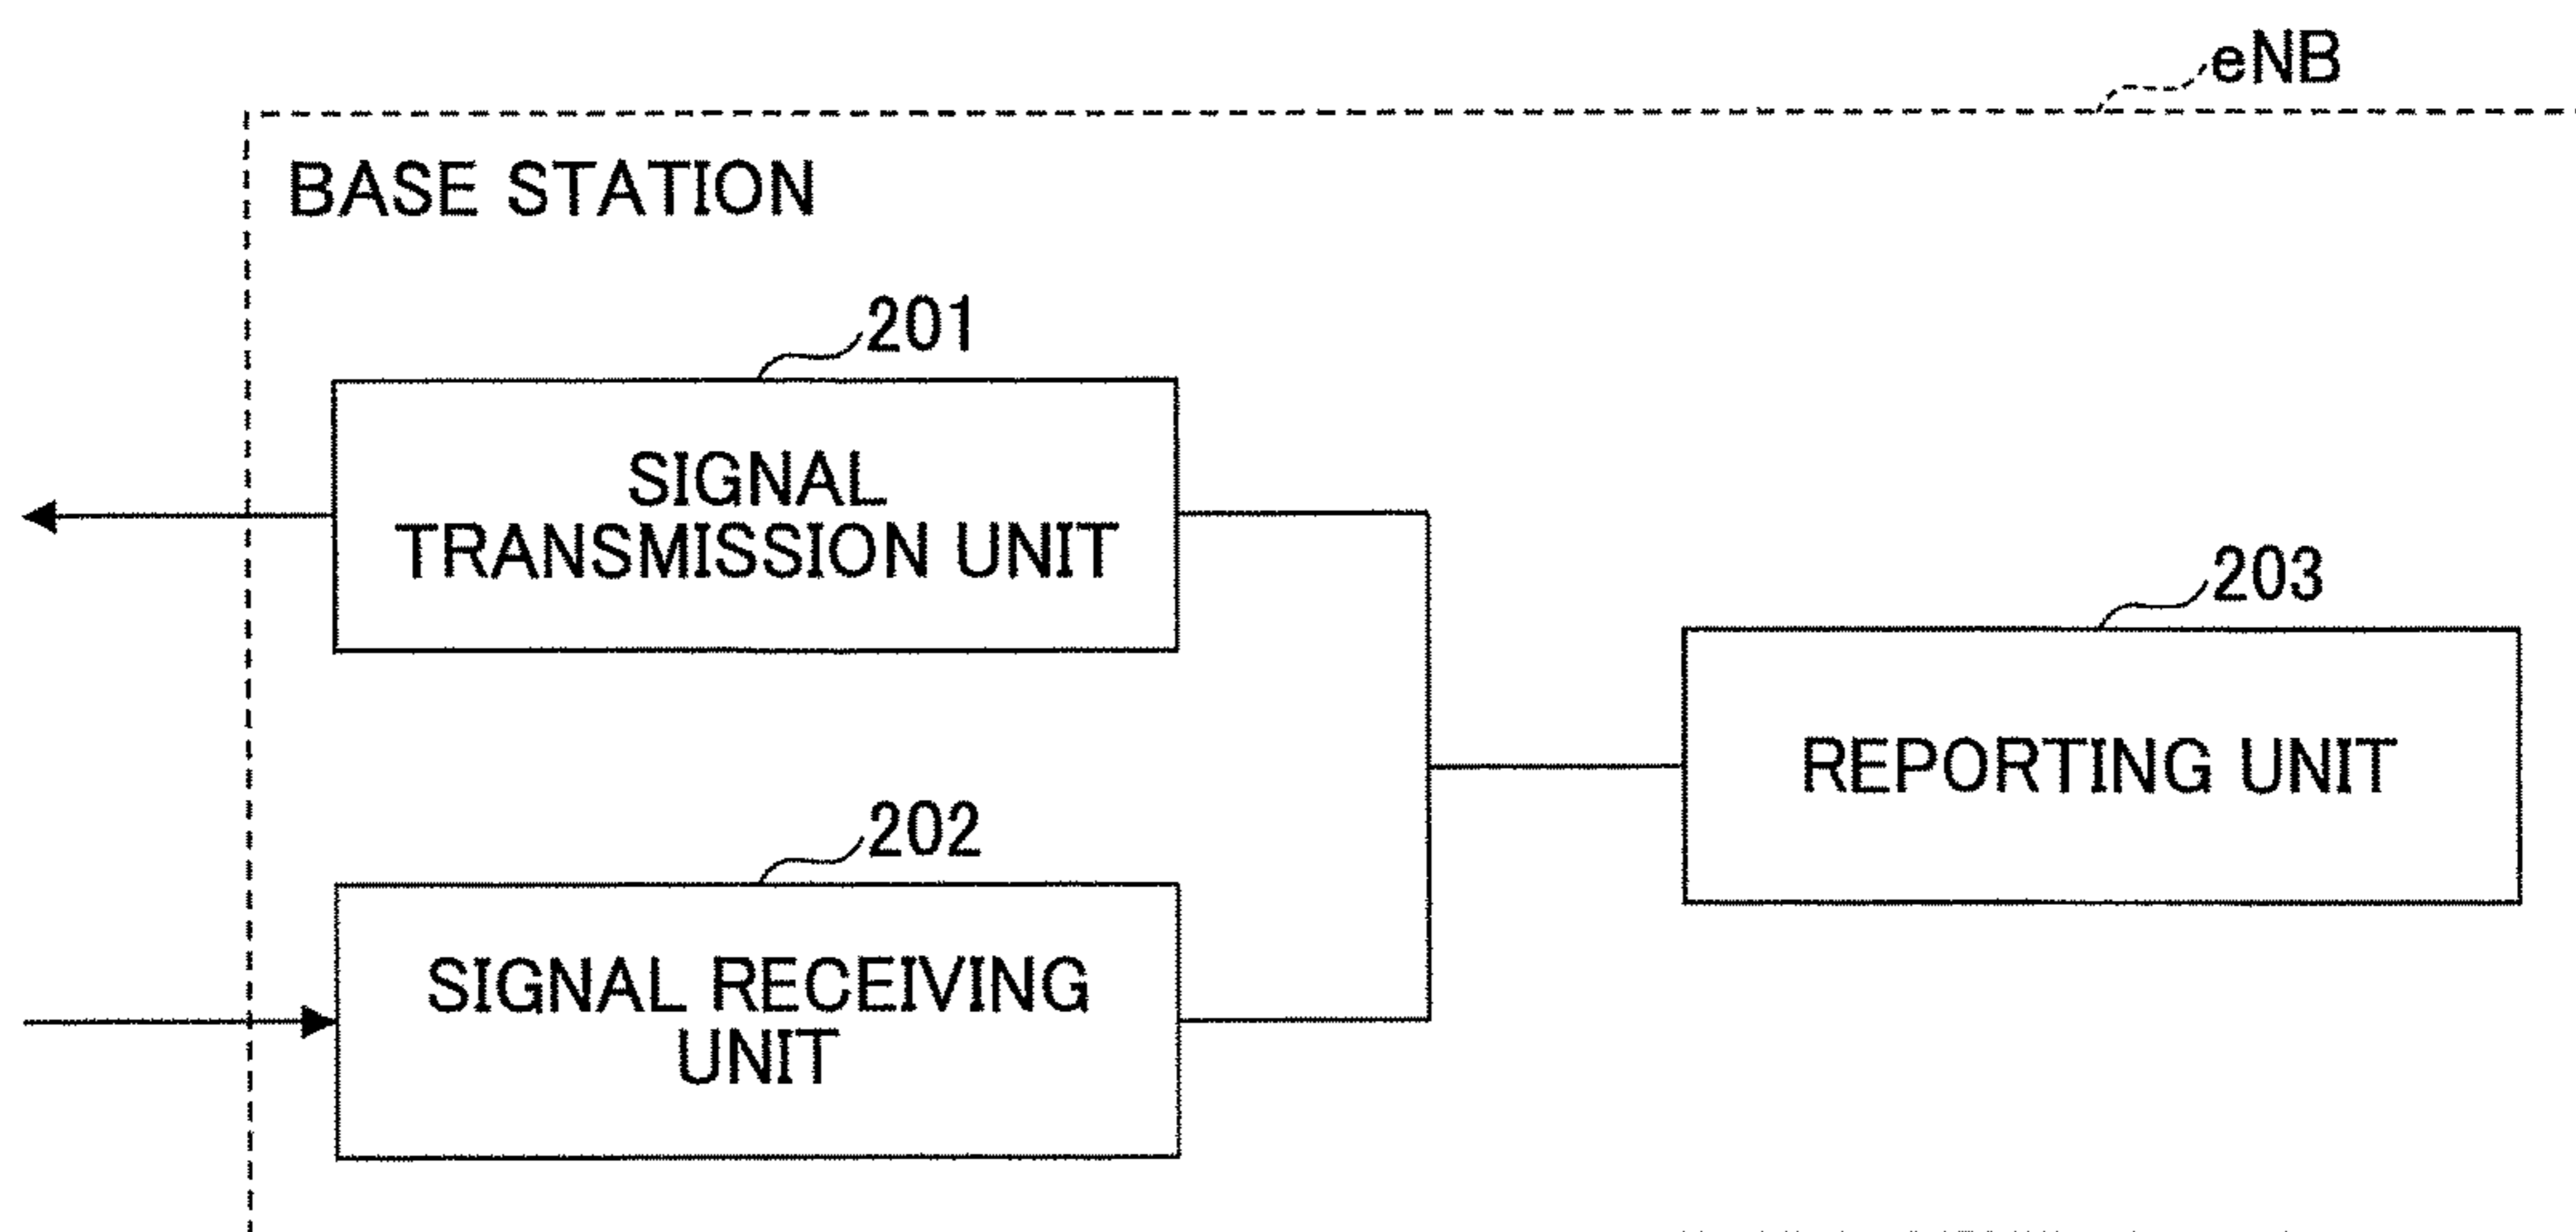 eNB
BASE STATION
201
SIGNAL
TRANSMISSION UNIT
203
REPORTING UNIT
202
SIGNAL RECEIVING
UNIT